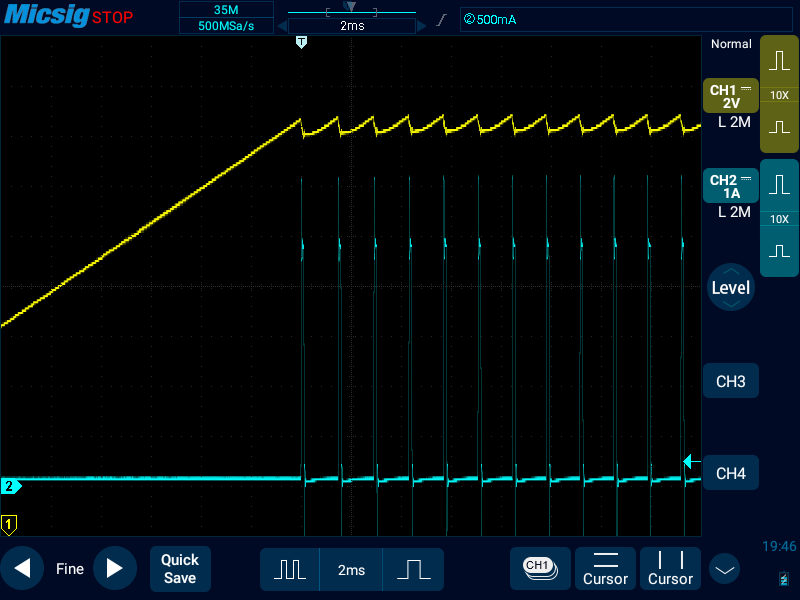 Micsig STOP
35M
500MSa/s
2ms
②500mA
T
Normal
CH1
2V
L 2M
10X
CH2
1A
L 2M
10X
Level
CH3
CH4
2
1
19:46
Fine
Quick
Save
2ms
CH1
Cursor
Cursor